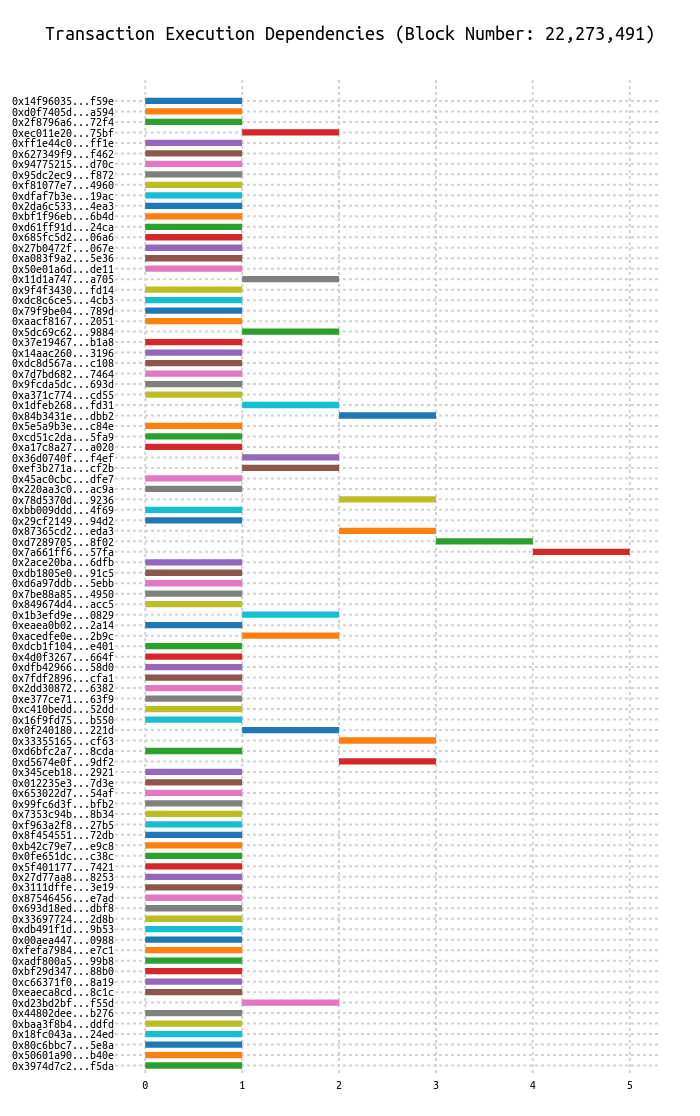 Transaction Execution Dependencies (Block Number: 22,273,491)
0x14f96035...f59e
0xd0f7405d...a594
0x2f8796a6...72f4
0xec011e20...75bf
0xff1e44c0...ff1e
0x627349f9...f462
0x94775215...d70c
0x95dc2ec9...f872
0xf81077e7...4960
0xdfaf7b3e...19ac
0x2da6c533...4ea3
0xbf1f96eb...6b4d
0xd61ff91d...24ca
0x685fc5d2...06a6
0x27b0472f...067e
0xa083f9a2...5e36
0x50e01a6d...de11
0x11d1a747...a705
0x9f4f3430...fd14
0xdc8c6ce5...4cb3
0x79f9be04...789d
0xaacf8167...2051
0x5dc69c62...9884
0x37e19467...b1a8
0x14aac260...3196
0xdc8d567a...c108
0x7d7bd682...7464
0x9fcda5dc...693d
0xa371c774...cd55
0x1dfeb268...fd31
0x84b3431e...dbb2
0x5e5a9b3e...c84e
0xcd51c2da...5fa9
0xa17c8a27...a020
0x36d0740f...f4ef
0xef3b271a...cf2b
0x45ac0cbc...dfe7
0x220aa3c0...ac9a
0x78d5370d...9236
0xbb009ddd...4f69
0x29cf2149...94d2
0x87365cd2...eda3
0xd7289705...8f02
0x7a661ff6...57fa
0x2ace20ba...6dfb
0xdb1805e0...91c5
0xd6a97ddb...5ebb
0x7be88a85...4950
0x849674d4...acc5
0x1b3efd9e...0829
0xeaea0b02...2a14
0xacedfe0e...2b9c
0xdcb1f104...e401
0x4d0f3267...664f
0xdfb42966...58d0
0x7fdf2896...cfa1
0x2dd30872...6382
0xe377ce71...63f9
0xc410bedd...52dd
0x16f9fd75...b550
0x0f240180...221d
0x33355165...cf63
0xd6bfc2a7...8cda
0xd5674e0f...9df2
0x345ceb18...2921
0x012235e3...7d3e
0x653022d7...54af
0x99fc6d3f...bfb2
0x7353c94b...8b34
0xf963a2f8...27b5
0x8f454551...72db
0xb42c79e7...e9c8
0x0fe651dc...c38c
0x5f401177...7421
0x27d77aa8...8253
0x3111dffe...3e19
0x87546456...e7ad
0x693d18ed...dbf8
0x33697724...2d8b
0xdb491f1d...9b53
0x00aea447...0988
0xfefa7984...e7c1
0xadf800a5...99b8
0xbf29d347...88b0
0xc66371f0...8a19
0xeaeca8cd...8c1c
0xd23bd2bf...f55d
0x44802dee...b276
0xbaa3f8b4...ddfd
0x18fc043a...24ed
0x80c6bbc7...5e8a
0x50601a90...b40e
0x3974d7c2...f5da
0 1 2 3 4 5